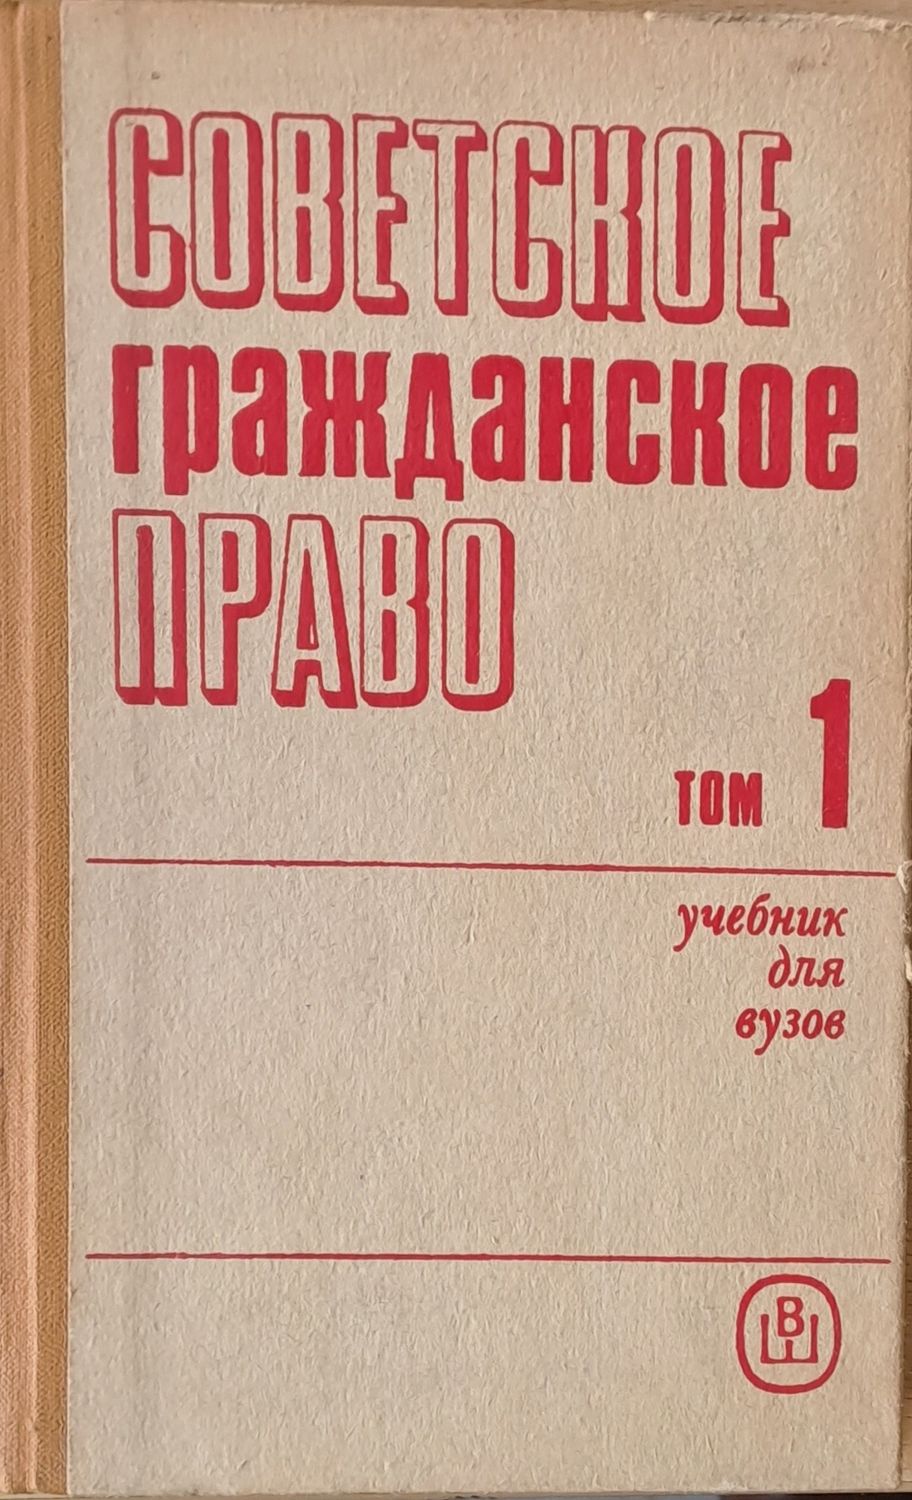 СОВЕТСКОЕ
гражданское
ПРАВО
том 1
учебник
для
вузов
ВШ